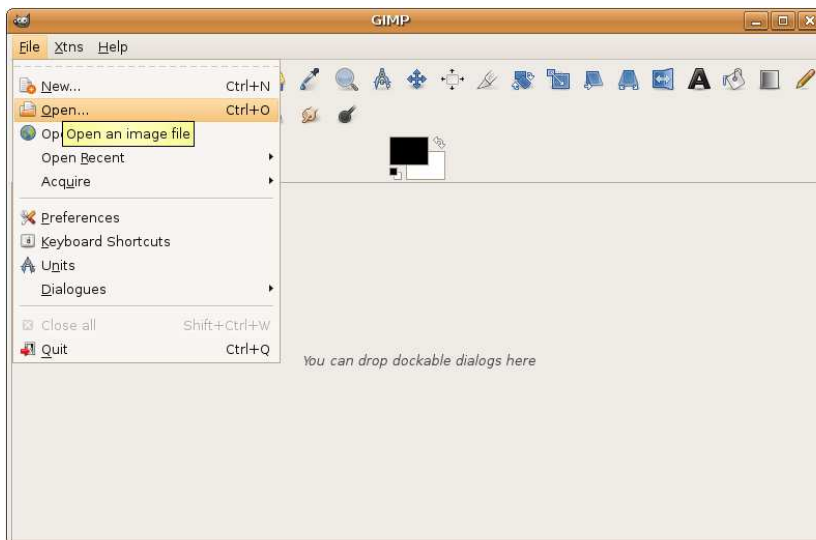 GIMP
File Xtns Help
New... Ctrl+N
Open... Ctrl+O
Op
Open an image file
Open Recent
Acquire
Preferences
Keyboard Shortcuts
Units
Dialogues
Close all Shift+Ctrl+W
Quit Ctrl+Q
You can drop dockable dialogs here